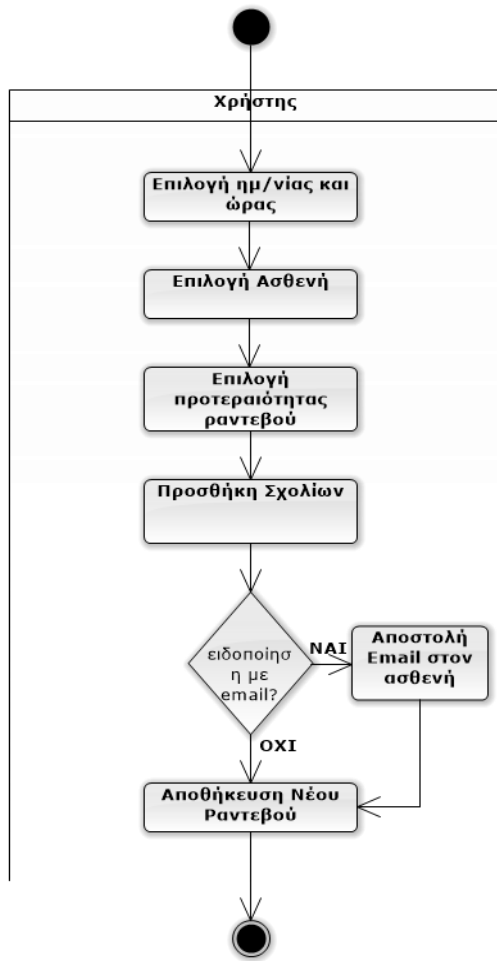 Χρήστης
Επιλογή ημ/νίας και
ώρας
Επιλογή Ασθενή
Επιλογή
προτεραιότητας
ραντεβού
Προσθήκη Σχολίων
ειδοποίησ
η με
email?
ΝΑΙ
Αποστολή
Email στον
ασθενή
ΟΧΙ
Αποθήκευση Νέου
Ραντεβού